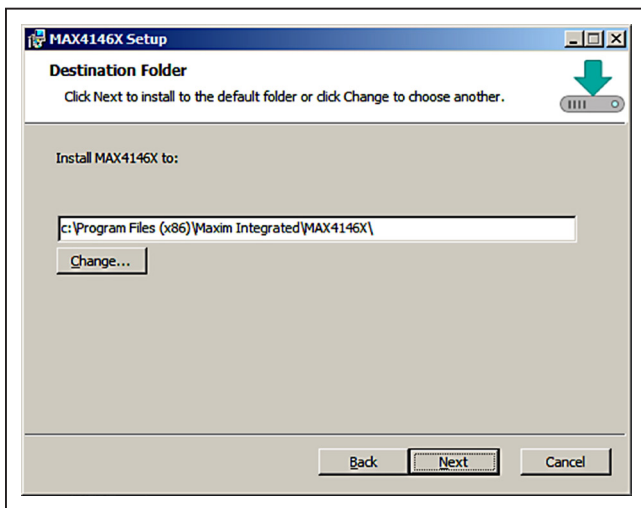 MAX4146X Setup
Destination Folder
Click Next to install to the default folder or click Change to choose another.
Install MAX4146X to:
c:\Program Files (x86)\Maxim Integrated\MAX4146X\
Change...
Back Next Cancel